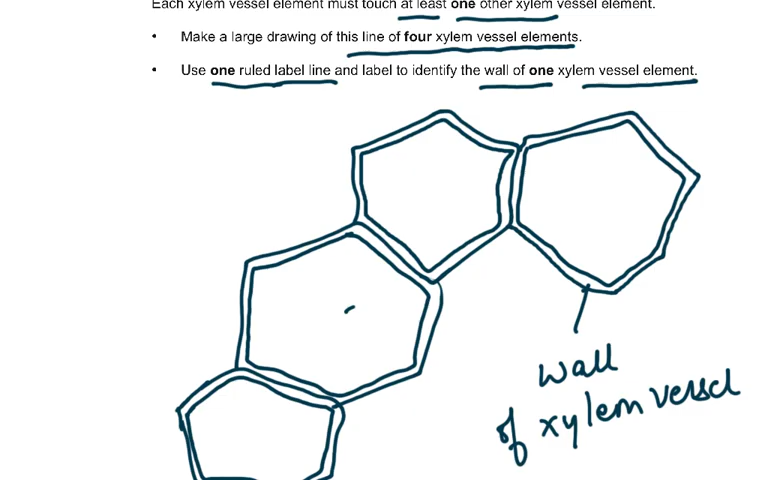 Each xylem vessel element must touch at least one other xylem vessel element.
• Make a large drawing of this line of four xylem vessel elements.
• Use one ruled label line and label to identify the wall of one xylem vessel element.
wall
of xylem vessel